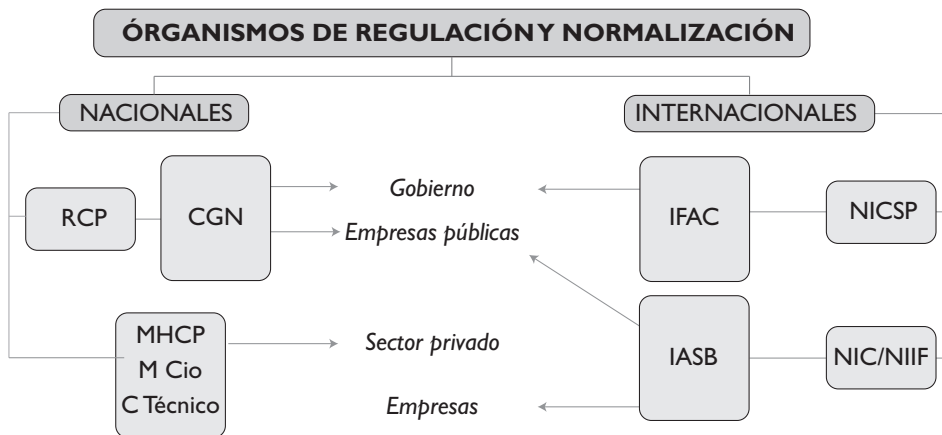 ÓRGANISMOS DE REGULACIÓN Y NORMALIZACIÓN
NACIONALES
INTERNACIONALES
RCP
CGN
Gobierno
Empresas públicas
IFAC
NICSP
MHCP
M Cio
C Técnico
Sector privado
Empresas
IASB
NIC/NIIF